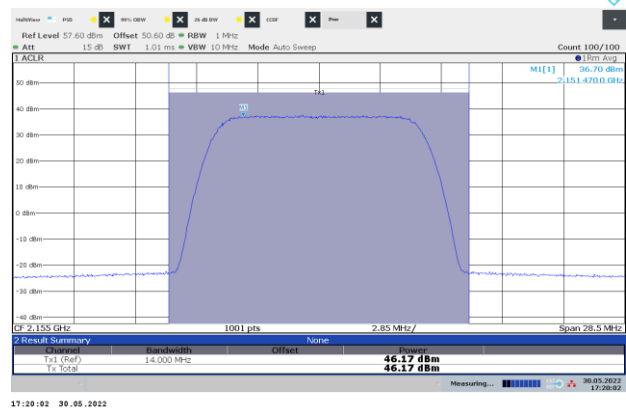 MultiView PSD 99% OBW 26 dB BW CCDF Pwr
Ref Level 57.60 dBm Offset 50.60 dB RBW 1 MHz
Att 15 dB SWT 1.01 ms VBW 10 MHz Mode Auto Sweep Count 100/100
1 ACLR 1Rm Avg
M1[1] 36.70 dBm
2.151 470 0 GHz
50 dBm
Tx1
40 dBm
M1
30 dBm
20 dBm
10 dBm
0 dBm
-10 dBm
-20 dBm
-30 dBm
-40 dBm
CF 2.155 GHz 1001 pts 2.85 MHz/ Span 28.5 MHz
2 Result Summary None
Channel Bandwidth Offset Power
Tx1 (Ref) 14.000 MHz 46.17 dBm
Tx Total 46.17 dBm
Measuring... 30.05.2022
17:20:02
17:20:02 30.05.2022